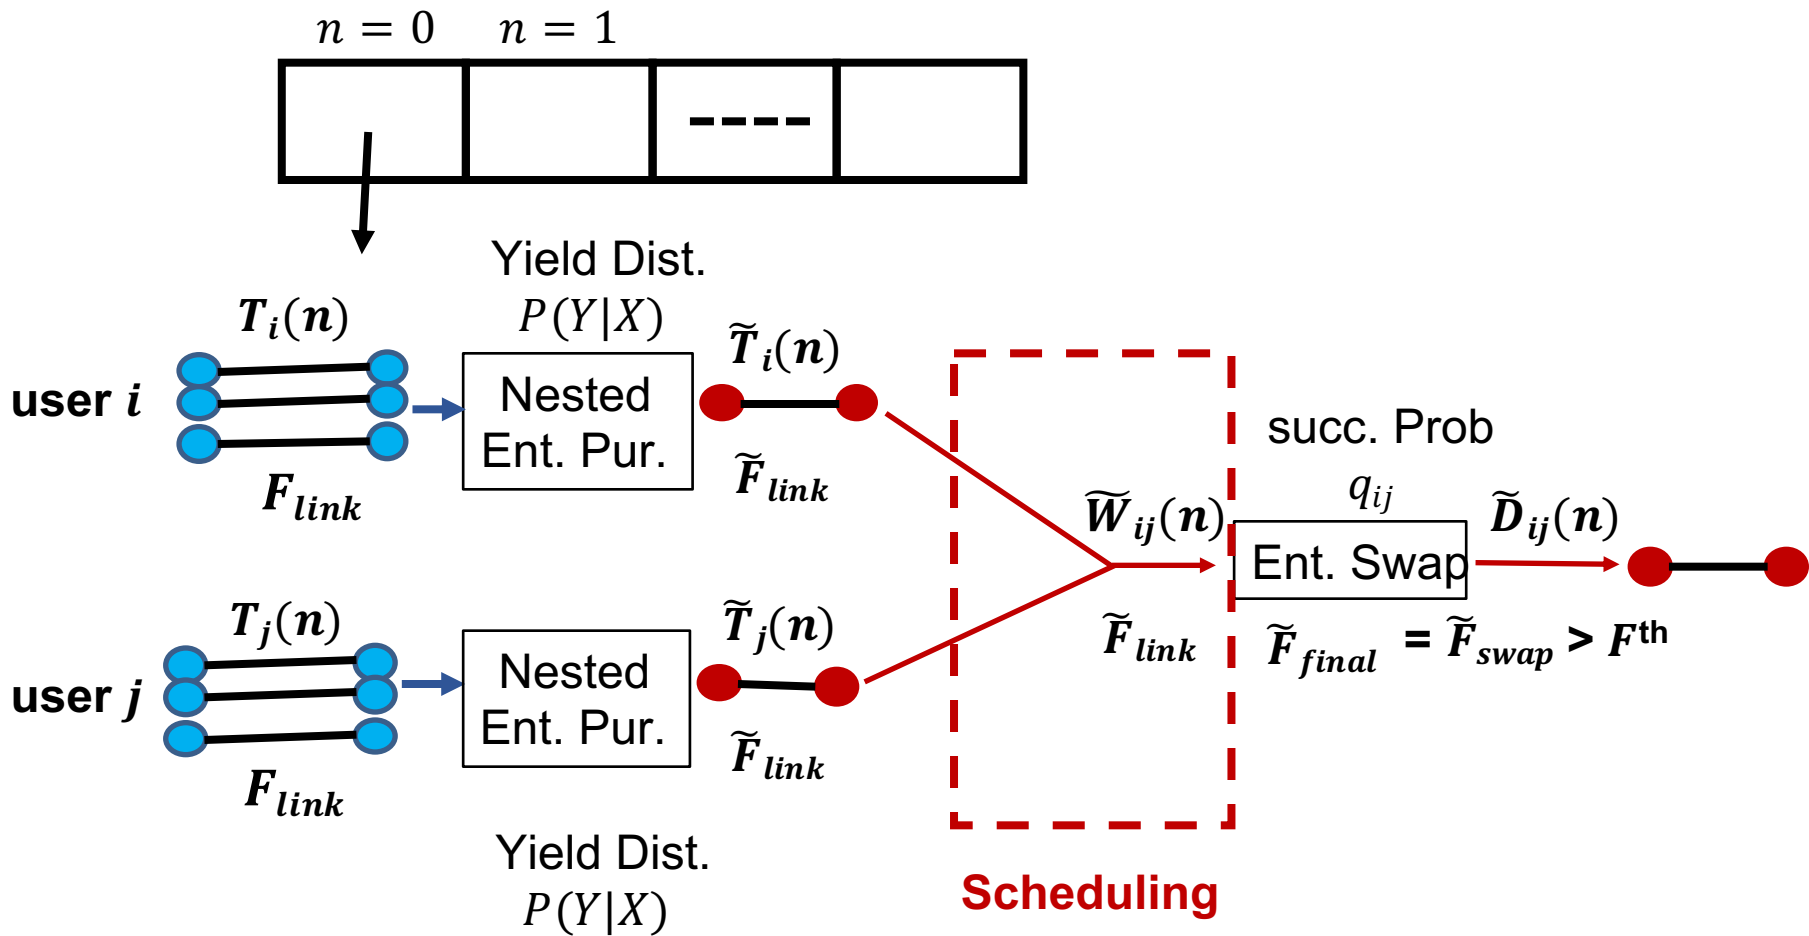 n = 0 n = 1
Yield Dist.
P(Y|X)
T_i(n)
user i
F_link
Nested
Ent. Pur.
T̃_i(n)
F̃_link
succ. Prob
q_ij
W̃_ij(n)
Ent. Swap
D̃_ij(n)
F̃_link
F̃_final = F̃_swap > F^th
T_j(n)
user j
F_link
Nested
Ent. Pur.
T̃_j(n)
F̃_link
Yield Dist.
P(Y|X)
Scheduling